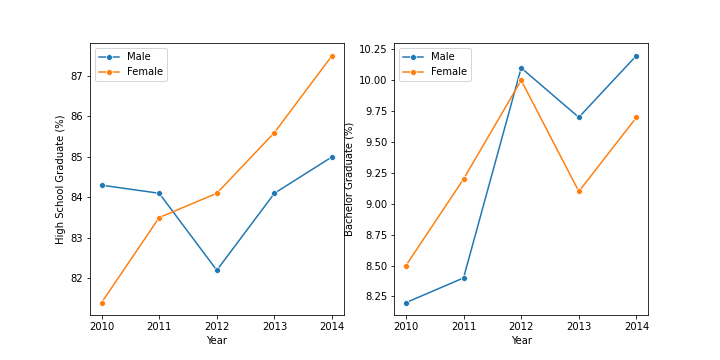 Male
Female
87
86
85
84
83
82
High School Graduate (%)
2010 2011 2012 2013 2014
Year
Male
Female
10.25
10.00
9.75
9.50
9.25
9.00
8.75
8.50
8.25
Bachelor Graduate (%)
2010 2011 2012 2013 2014
Year